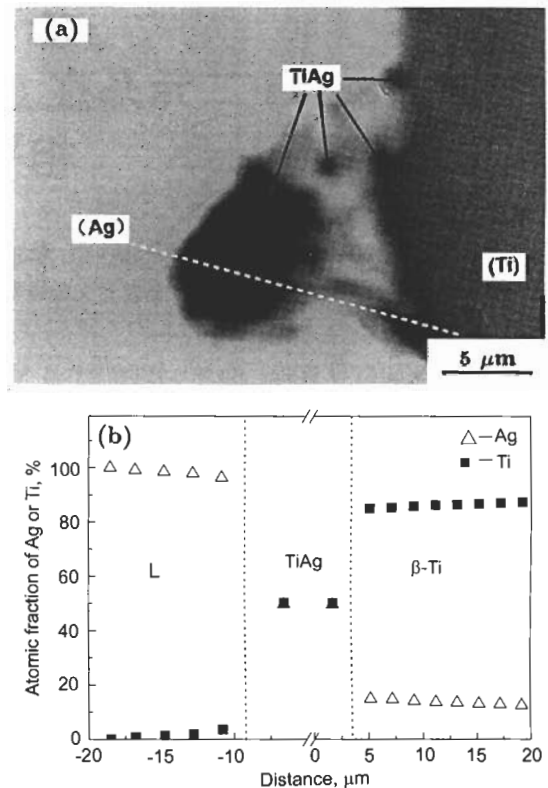 (a)
TiAg
(Ag)
(Ti)
5 μm
(b)
△—Ag
■—Ti
Atomic fraction of Ag or Ti, %
100
80
60
40
20
0
L
TiAg
β-Ti
-20
-15
-10
0
5
10
15
20
Distance, μm